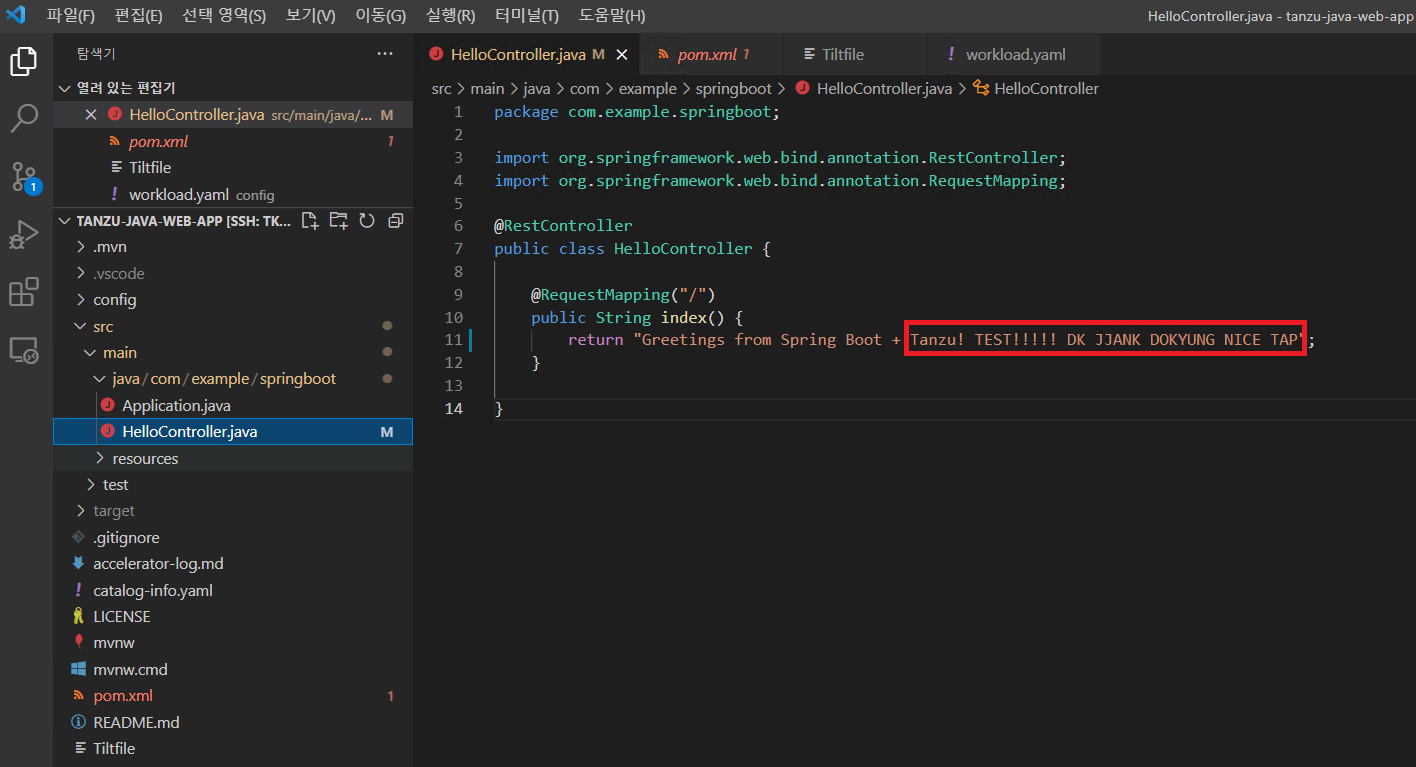 파일(F) 편집(E) 선택 영역(S) 보기(V) 이동(G) 실행(R) 터미널(T) 도움말(H) HelloController.java - tanzu-java-web-app
탐색기 ···
열려 있는 편집기
HelloController.java src/main/java/... M
pom.xml 1
Tiltfile
workload.yaml config
1
TANZU-JAVA-WEB-APP [SSH: TK...
.mvn
.vscode
config
src
main
java/com/example/springboot
Application.java
HelloController.java M
resources
test
target
.gitignore
accelerator-log.md
catalog-info.yaml
LICENSE
mvnw
mvnw.cmd
pom.xml 1
README.md
Tiltfile
HelloController.java M pom.xml 1 Tiltfile workload.yaml
src > main > java > com > example > springboot > HelloController.java > HelloController
1 package com.example.springboot;
2
3 import org.springframework.web.bind.annotation.RestController;
4 import org.springframework.web.bind.annotation.RequestMapping;
5
6 @RestController
7 public class HelloController {
8
9 @RequestMapping("/")
10 public String index() {
11 return "Greetings from Spring Boot + Tanzu! TEST!!!!! DK JJANK DOKYUNG NICE TAP";
12 }
13
14 }